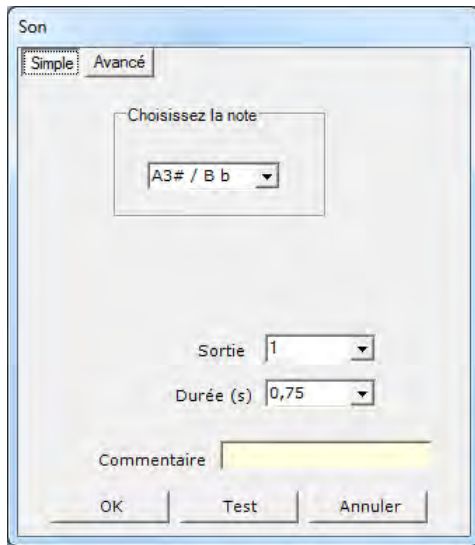 Son
Simple Avancé
Choisissez la note
A3# / B b
Sortie 1
Durée (s) 0,75
Commentaire
OK Test Annuler